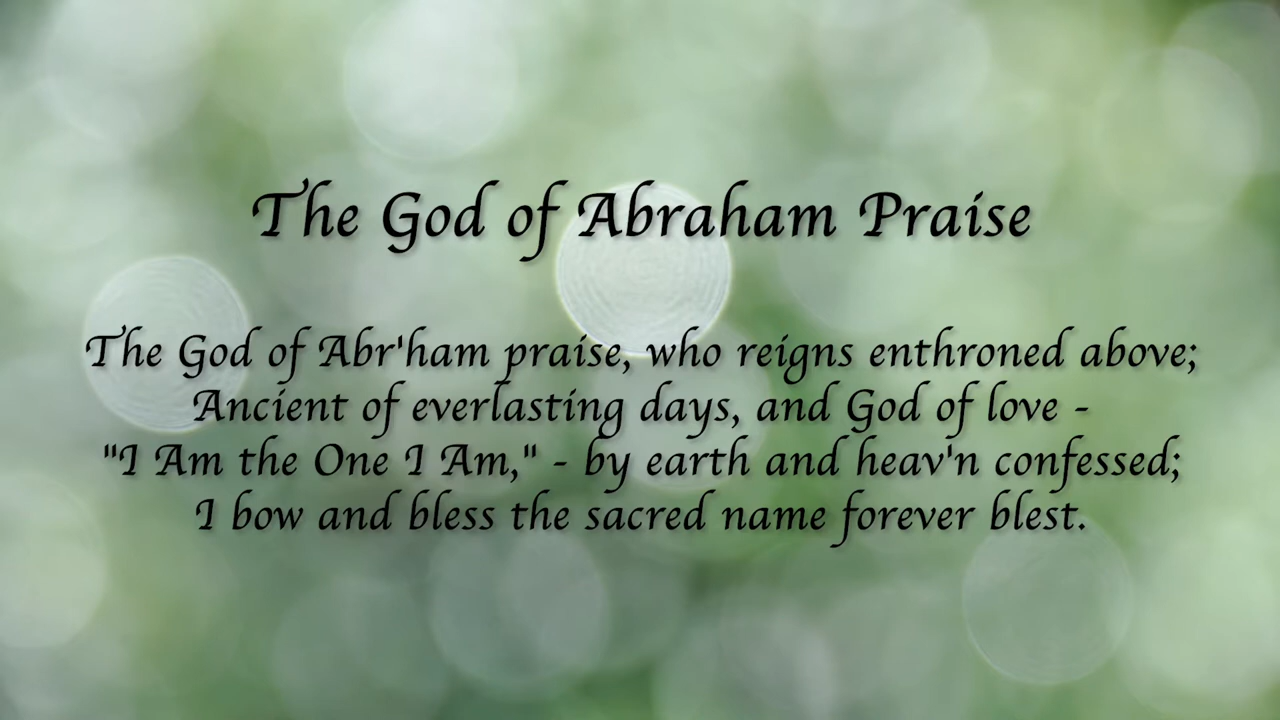 The God of Abraham Praise
The God of Abr'ham praise, who reigns enthroned above;
Ancient of everlasting days, and God of love -
"I Am the One I Am," - by earth and heav'n confessed;
I bow and bless the sacred name forever blest.